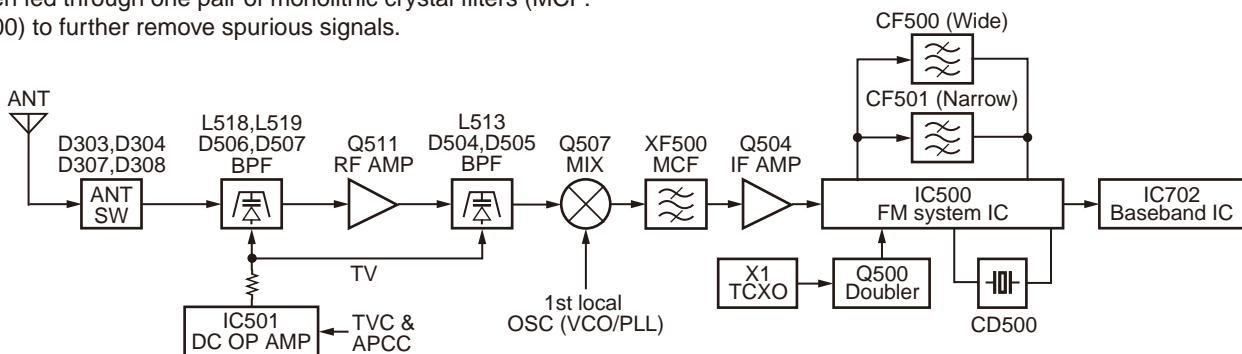 en fed through one pair of monolithic crystal filters (MCF:
00) to further remove spurious signals.
CF500 (Wide)
CF501 (Narrow)
ANT
D303,D304
D307,D308
ANT
SW
L518,L519
D506,D507
BPF
Q511
RF AMP
L513
D504,D505
BPF
Q507
MIX
XF500
MCF
Q504
IF AMP
IC500
FM system IC
IC702
Baseband IC
TV
X1
TCXO
Q500
Doubler
CD500
1st local
OSC (VCO/PLL)
IC501
DC OP AMP
TVC &
APCC